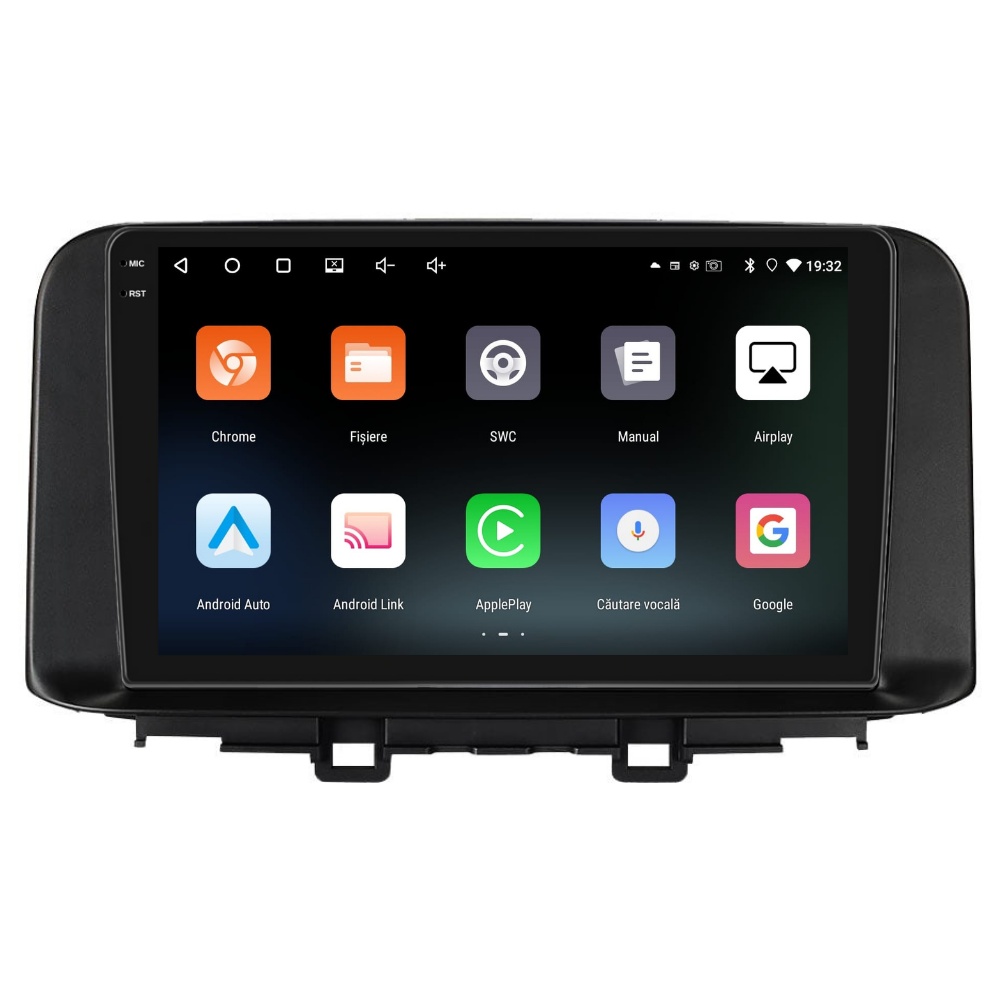 MIC
19:32
RST
Chrome Fișiere SWC Manual Airplay
Android Auto Android Link ApplePlay Căutare vocală Google